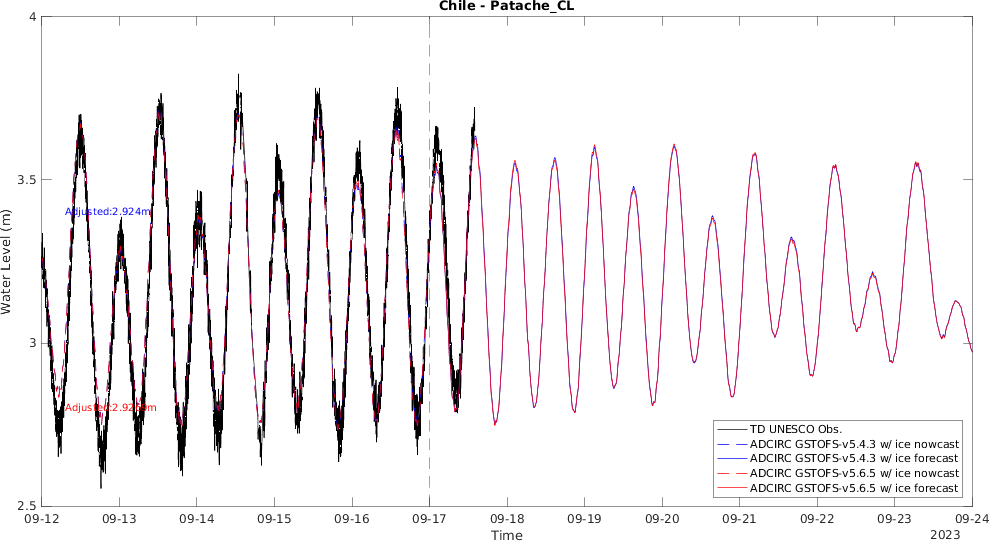 Chile - Patache_CL
4
3.5
3
2.5
Water Level (m)
Adjusted:2.924m
TD UNESCO Obs.
ADCIRC GSTOFS-v5.4.3 w/ ice nowcast
ADCIRC GSTOFS-v5.4.3 w/ ice forecast
ADCIRC GSTOFS-v5.6.5 w/ ice nowcast
ADCIRC GSTOFS-v5.6.5 w/ ice forecast
09-12 09-13 09-14 09-15 09-16 09-17 09-18 09-19 09-20 09-21 09-22 09-23 09-24
Time
2023